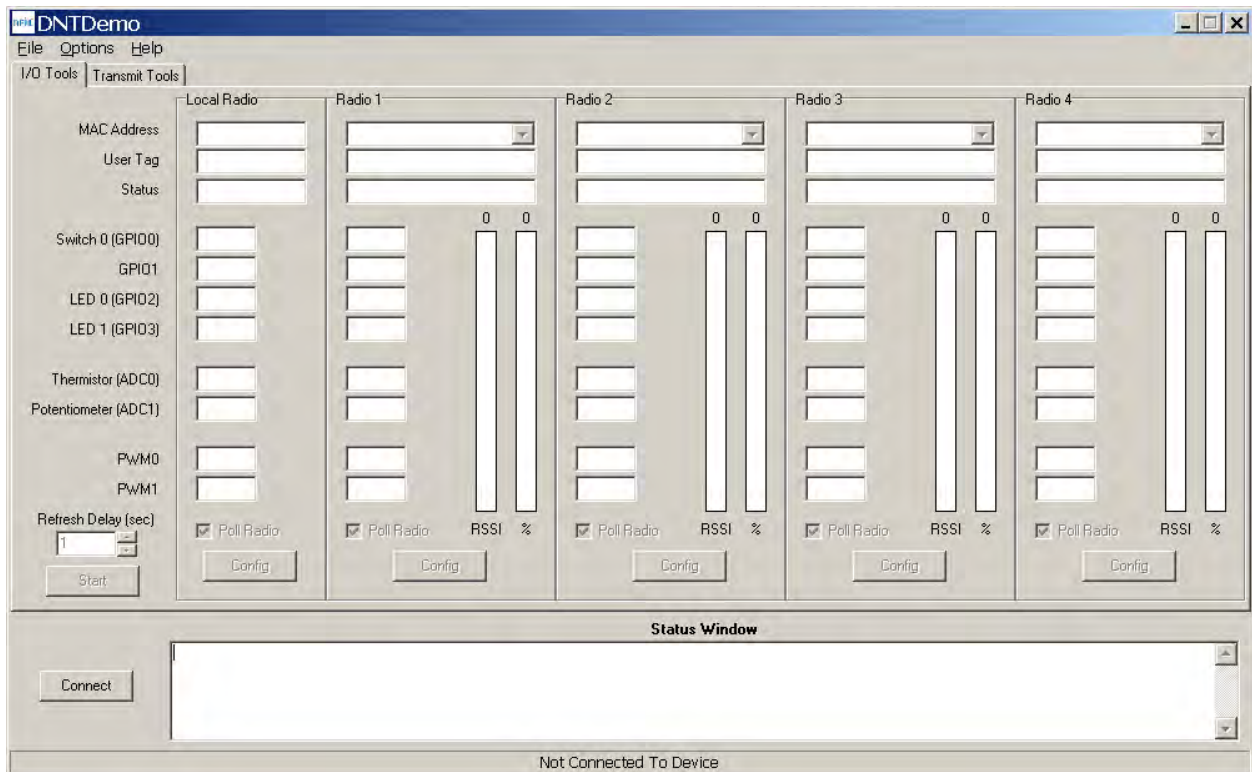 DNTDemo
File Options Help
I/O Tools Transmit Tools
Local Radio Radio 1 Radio 2 Radio 3 Radio 4
MAC Address
User Tag
Status
0 0 0 0 0 0 0 0
Switch 0 (GPIO0)
GPIO1
LED 0 (GPIO2)
LED 1 (GPIO3)
Thermistor (ADC0)
Potentiometer (ADC1)
PWM0
PWM1
Refresh Delay (sec)
1
Poll Radio Poll Radio RSSI % Poll Radio RSSI % Poll Radio RSSI % Poll Radio RSSI %
Start
Config Config Config Config Config
Status Window
Connect
Not Connected To Device